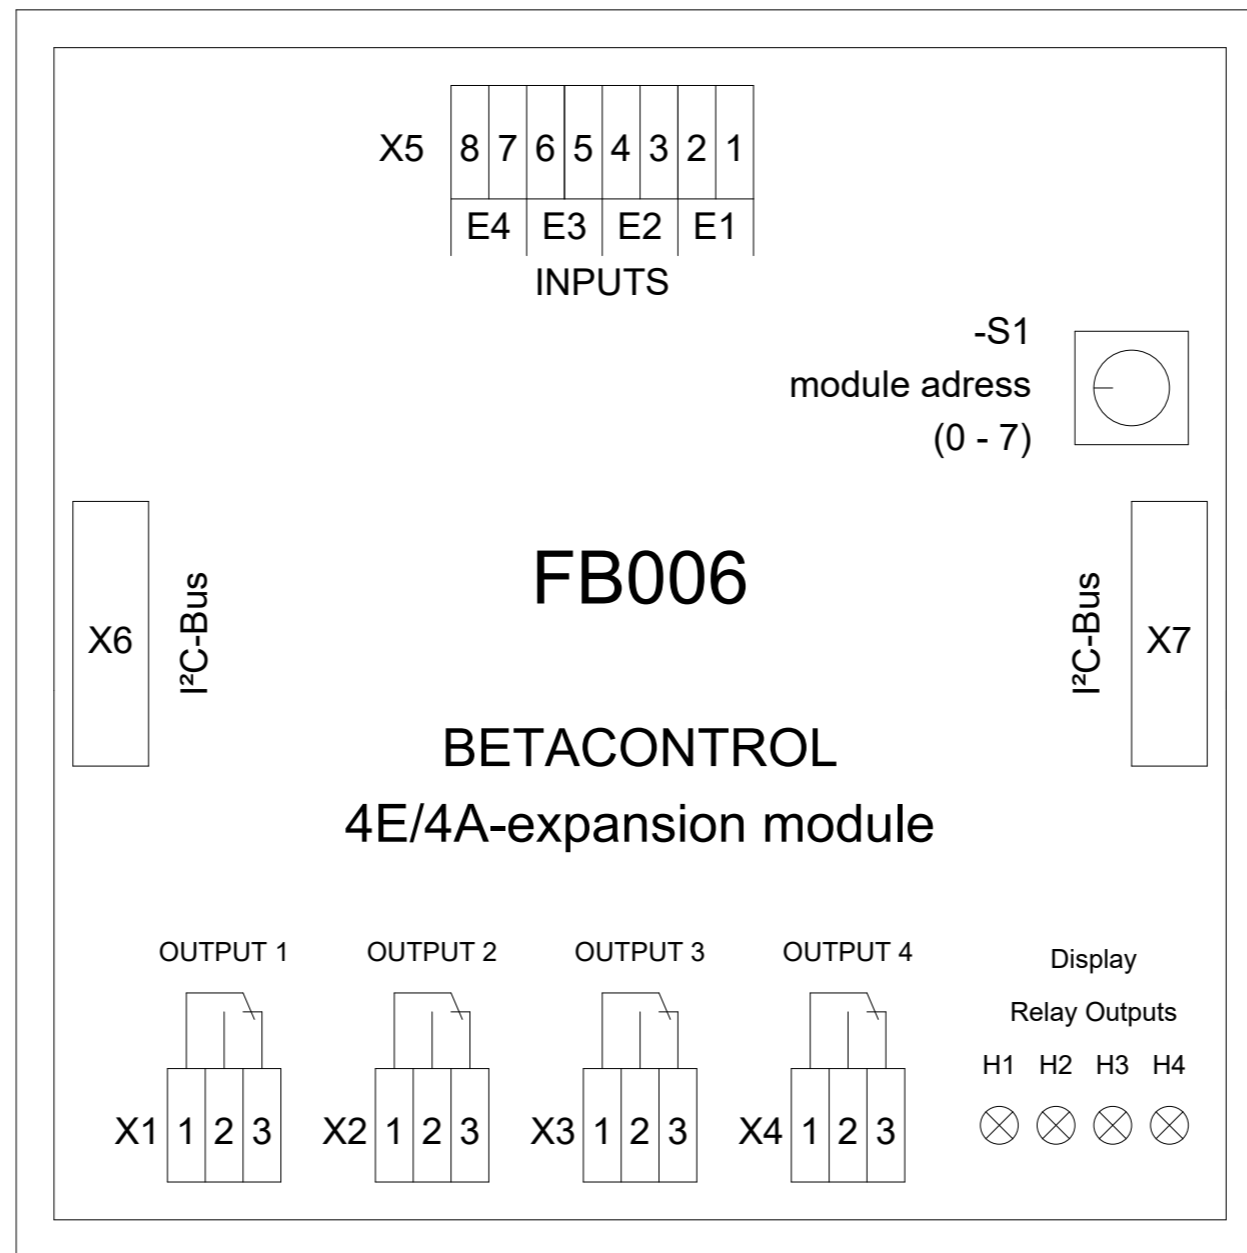 X5 8 7 6 5 4 3 2 1
E4 E3 E2 E1
INPUTS
-S1
module adress
(0 - 7)
FB006
X6
I²C-Bus
I²C-Bus
X7
BETACONTROL
4E/4A-expansion module
OUTPUT 1 OUTPUT 2 OUTPUT 3 OUTPUT 4
Display
Relay Outputs
H1 H2 H3 H4
X1 1 2 3 X2 1 2 3 X3 1 2 3 X4 1 2 3